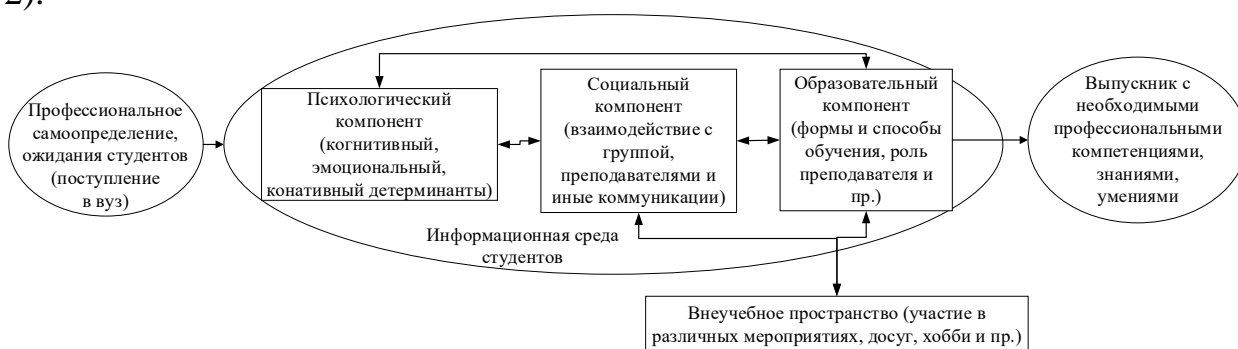 2).
Профессиональное
самоопределение,
ожидания студентов
(поступление
в вуз)
Психологический
компонент
(когнитивный,
эмоциональный,
конативный детерминанты)
Социальный
компонент
(взаимодействие с
группой,
преподавателями и
иные коммуникации)
Образовательный
компонент
(формы и способы
обучения, роль
преподавателя и
пр.)
Выпускник с
необходимыми
профессиональными
компетенциями,
знаниями,
умениями
Информационная среда
студентов
Внеучебное пространство (участие в
различных мероприятиях, досуг, хобби и пр.)